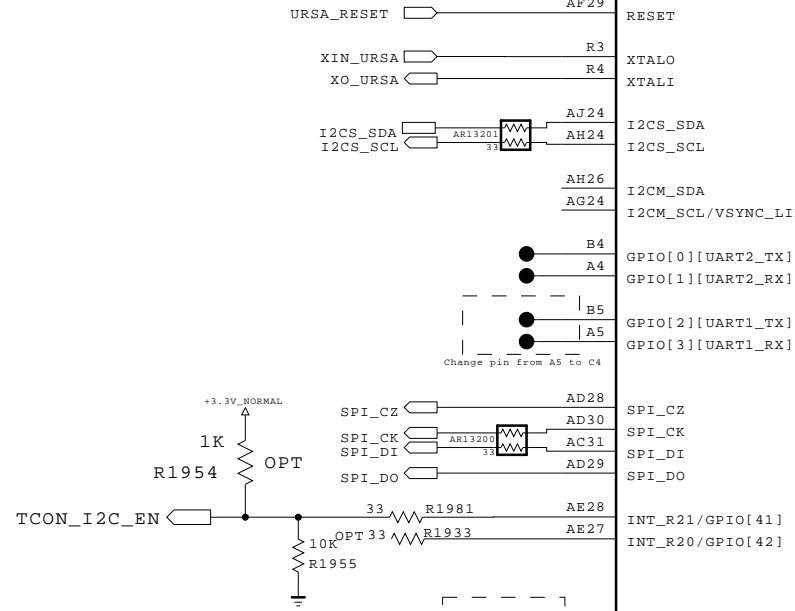 AF29
URSA_RESET
RESET
R3
XIN_URSA
XTALO
R4
XO_URSA
XTALI
AJ24
I2CS_SDA
AR13201
I2CS_SDA
AH24
I2CS_SCL
33
I2CS_SCL
AH26
I2CM_SDA
AG24
I2CM_SCL/VSYNC_LI
B4
GPIO[0][UART2_TX]
A4
GPIO[1][UART2_RX]
B5
GPIO[2][UART1_TX]
A5
GPIO[3][UART1_RX]
Change pin from A5 to C4
+3.3V_NORMAL
AD28
SPI_CZ
SPI_CZ
AD30
SPI_CK
AR13200
SPI_CK
1K
AC31
SPI_DI
33
SPI_DI
R1954
OPT
AD29
SPI_DO
SPI_DO
TCON_I2C_EN
33
R1981
AE28
INT_R21/GPIO[41]
10K
OPT
33
R1933
AE27
INT_R20/GPIO[42]
R1955